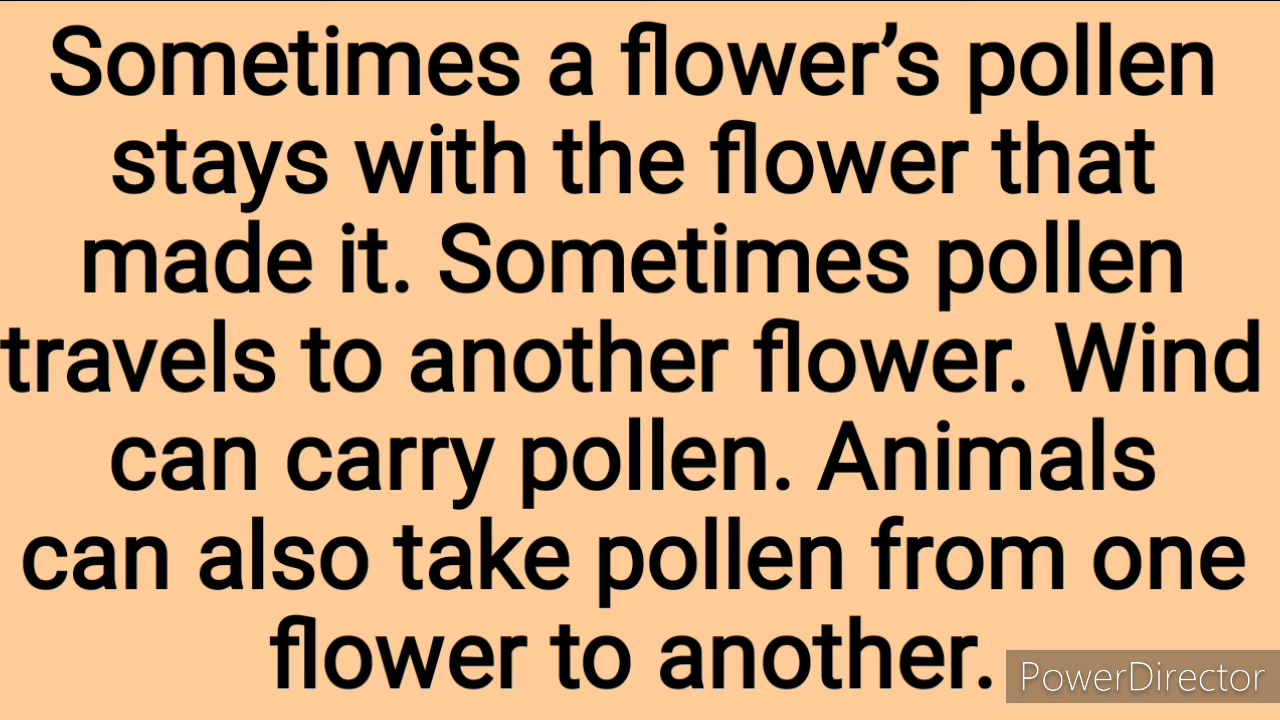 Sometimes a flower’s pollen
stays with the flower that
made it. Sometimes pollen
travels to another flower. Wind
can carry pollen. Animals
can also take pollen from one
flower to another.
PowerDirector